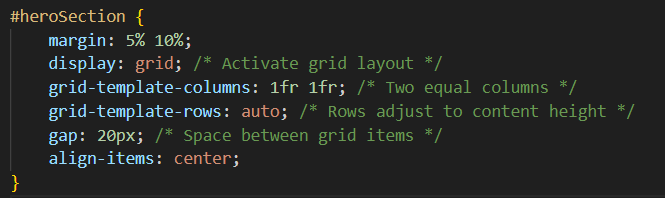 #heroSection {
    margin: 5% 10%;
    display: grid; /* Activate grid layout */
    grid-template-columns: 1fr 1fr; /* Two equal columns */
    grid-template-rows: auto; /* Rows adjust to content height */
    gap: 20px; /* Space between grid items */
    align-items: center;
}